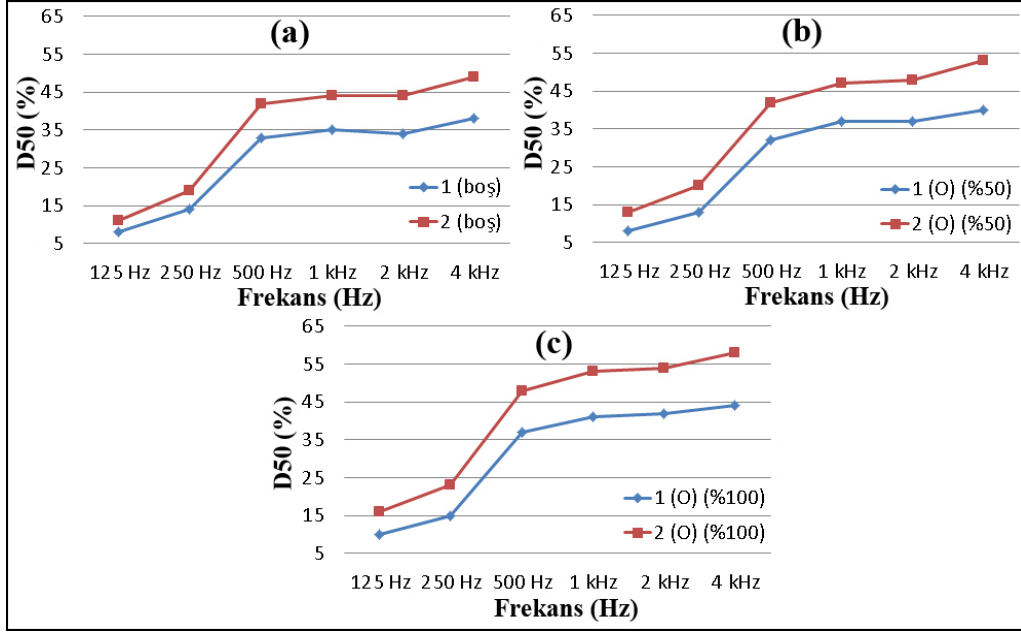 (a)
D50 (%)
65
55
45
35
25
15
5
1 (boş)
2 (boş)
125 Hz 250 Hz 500 Hz 1 kHz 2 kHz 4 kHz
Frekans (Hz)
(b)
D50 (%)
65
55
45
35
25
15
5
1 (O) (%50)
2 (O) (%50)
125 Hz 250 Hz 500 Hz 1 kHz 2 kHz 4 kHz
Frekans (Hz)
(c)
D50 (%)
65
55
45
35
25
15
5
1 (O) (%100)
2 (O) (%100)
125 Hz 250 Hz 500 Hz 1 kHz 2 kHz 4 kHz
Frekans (Hz)